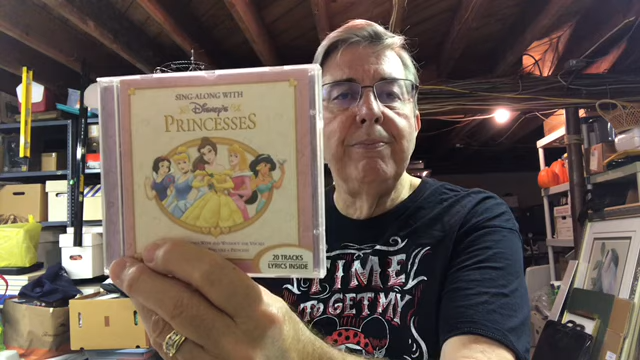 SING-ALONG WITH
Disney's
PRINCESSES
20 TRACKS
LYRICS INSIDE
TIME
TO GET MY